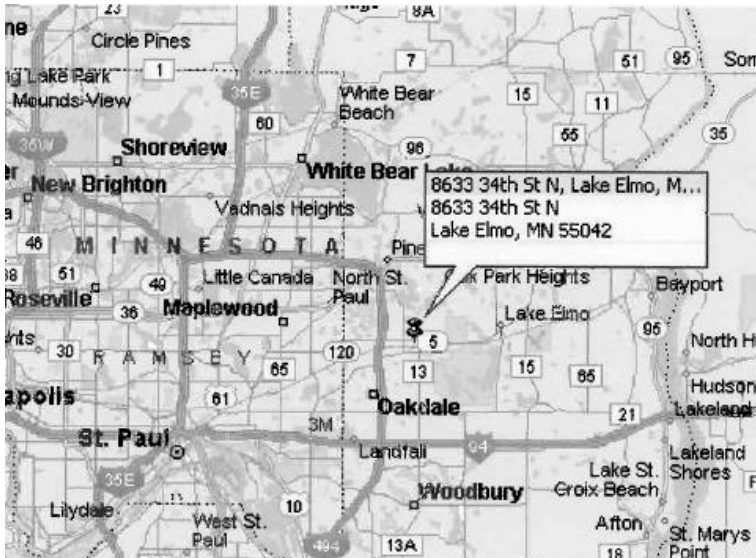 8A
ne
Circle Pines
1
7
51
95
Som
ng Lake Park
35E
15
Mounds View
White Bear
Beach
11
60
55
35
35W
Shoreview
96
White Bear Lake
8633 34th St N, Lake Elmo, M...
8633 34th St N
Lake Elmo, MN 55042
New Brighton
Vadnais Heights
46
MINNESOTA
Pine
51
49
Little Canada
North St.
Paul
Park Heights
Bayport
Roseville
36
Maplewood
Lake Elmo
95
5
North H
30
RAMSEY
120
65
13
15
65
Hudson
apolis
61
Oakdale
21
Lakeland
3M
St. Paul
Landfall
94
Lakeland
Shores
35E
Lake St.
Croix Beach
Woodbury
10
Lilydale
West St.
Paul
494
13A
Afton
18
St. Marys
Point